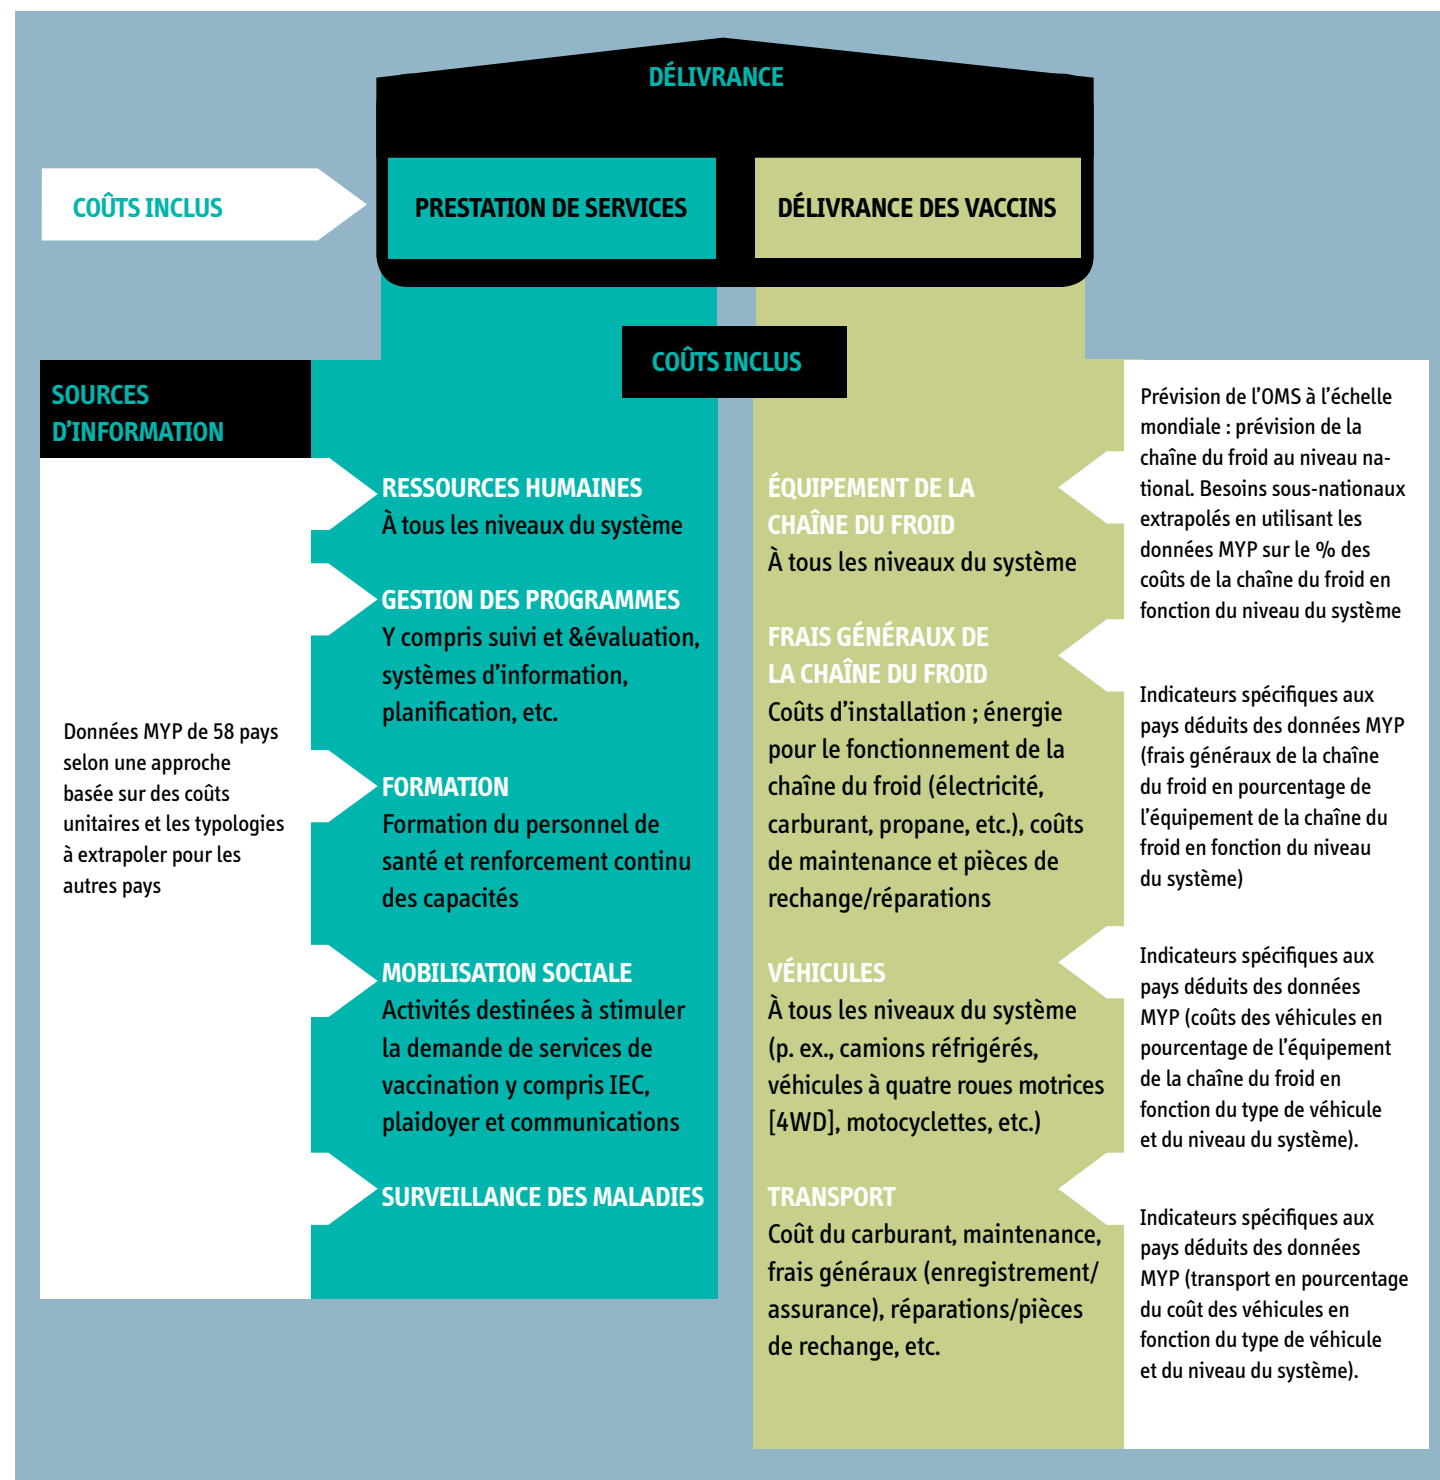 DÉLIVRANCE
COÛTS INCLUS
PRESTATION DE SERVICES
DÉLIVRANCE DES VACCINS
COÛTS INCLUS
SOURCES
D'INFORMATION
Données MYP de 58 pays
selon une approche
basée sur des coûts
unitaires et les typologies
à extrapoler pour les
autres pays
RESSOURCES HUMAINES
À tous les niveaux du système
GESTION DES PROGRAMMES
Y compris suivi et &évaluation,
systèmes d'information,
planification, etc.
FORMATION
Formation du personnel de
santé et renforcement continu
des capacités
MOBILISATION SOCIALE
Activités destinées à stimuler
la demande de services de
vaccination y compris IEC,
plaidoyer et communications
SURVEILLANCE DES MALADIES
ÉQUIPEMENT DE LA
CHAÎNE DU FROID
À tous les niveaux du système
FRAIS GÉNÉRAUX DE
LA CHAÎNE DU FROID
Coûts d'installation ; énergie
pour le fonctionnement de la
chaîne du froid (électricité,
carburant, propane, etc.), coûts
de maintenance et pièces de
rechange/réparations
VÉHICULES
À tous les niveaux du système
(p. ex., camions réfrigérés,
véhicules à quatre roues motrices
[4WD], motocyclettes, etc.)
TRANSPORT
Coût du carburant, maintenance,
frais généraux (enregistrement/
assurance), réparations/pièces
de rechange, etc.
Prévision de l'OMS à l'échelle
mondiale : prévision de la
chaîne du froid au niveau na-
tional. Besoins sous-nationaux
extrapolés en utilisant les
données MYP sur le % des
coûts de la chaîne du froid en
fonction du niveau du système
Indicateurs spécifiques aux
pays déduits des données MYP
(frais généraux de la chaîne
du froid en pourcentage de
l'équipement de la chaîne du
froid en fonction du niveau
du système)
Indicateurs spécifiques aux
pays déduits des données
MYP (coûts des véhicules en
pourcentage de l'équipement
de la chaîne du froid en
fonction du type de véhicule
et du niveau du système).
Indicateurs spécifiques aux
pays déduits des données
MYP (transport en pourcentage
du coût des véhicules en
fonction du type de véhicule
et du niveau du système).